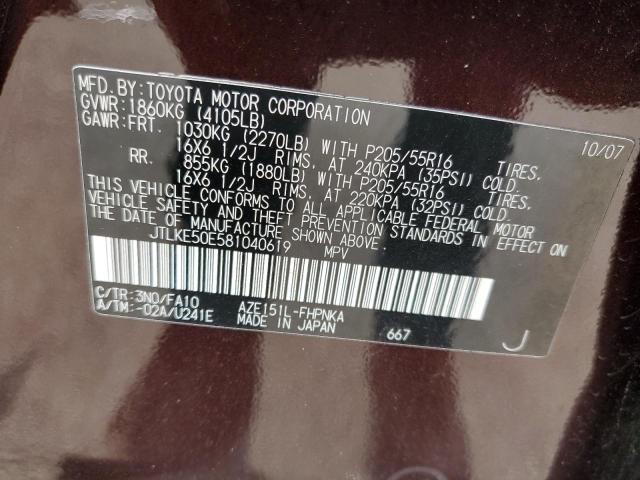 MFD.BY:TOYOTA MOTOR CORPORATION 10/07
GVWR:1860KG (4105LB)
GAWR:FRT. 1030KG (2270LB) WITH P205/55R16 TIRES,
16X6 1/2J RIMS, AT 240KPA (35PSI) COLD.
RR. 855KG (1880LB) WITH P205/55R16 TIRES,
16X6 1/2J RIMS, AT 220KPA (32PSI) COLD.
THIS VEHICLE CONFORMS TO ALL APPLICABLE FEDERAL MOTOR
VEHICLE SAFETY AND THEFT PREVENTION STANDARDS IN EFFECT ON
THE DATE OF MANUFACTURE SHOWN ABOVE.
JTLKE50E581040619 MPV
C/TR:3N0/FA10 AZE151L-FHPNKA
A/TM:-02A/U241E MADE IN JAPAN 667 J